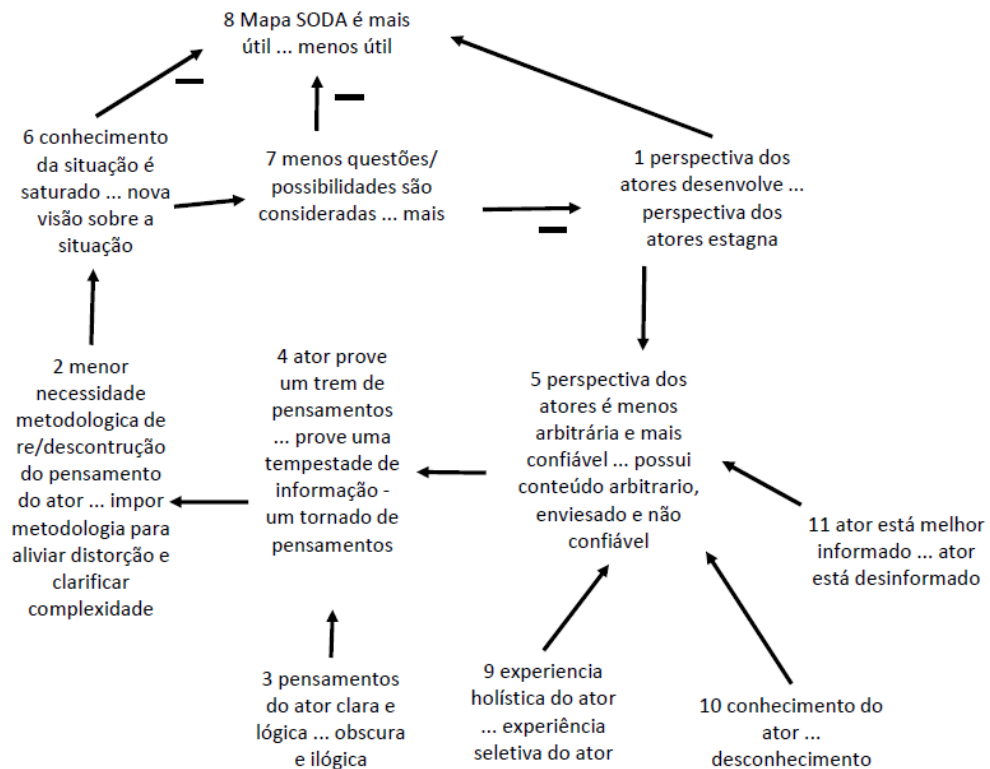 8 Mapa SODA é mais
útil ... menos útil
6 conhecimento
da situação é
saturado ... nova
visão sobre a
situação
7 menos questões/
possibilidades são
consideradas ... mais
1 perspectiva dos
atores desenvolve ...
perspectiva dos
atores estagna
2 menor
necessidade
metodologica de
re/descontrução
do pensamento
do ator ... impor
metodologia para
aliviar distorção e
clarificar
complexidade
4 ator prove
um trem de
pensamentos
... prove uma
tempestade de
informação -
um tornado de
pensamentos
5 perspectiva dos
atores é menos
arbitrária e mais
confiável ... possui
conteúdo arbitrario,
enviesado e não
confiável
11 ator está melhor
informado ... ator
está desinformado
3 pensamentos
do ator clara e
lógica ... obscura
e ilógica
9 experiencia
holística do ator
... experiência
seletiva do ator
10 conhecimento do
ator ...
desconhecimento